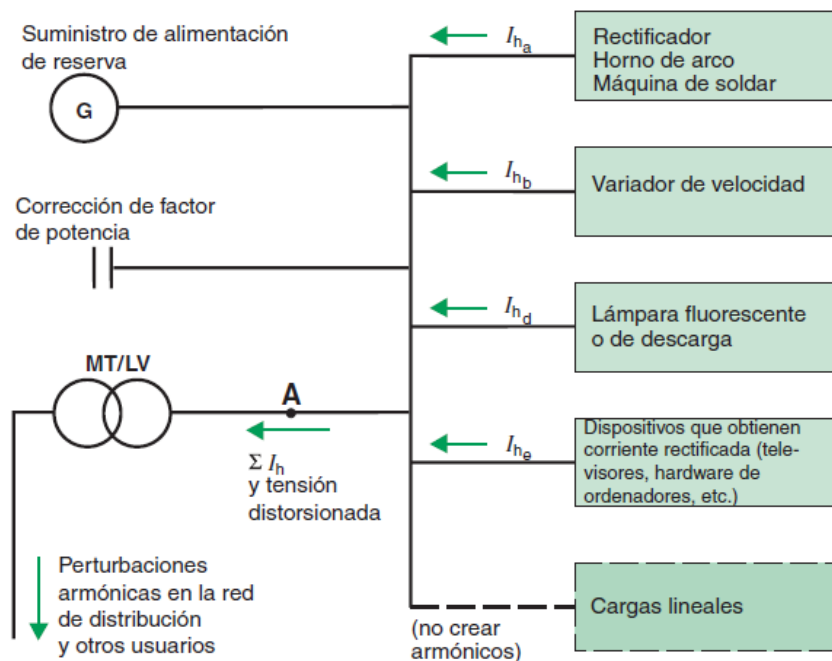 Suministro de alimentación
de reserva
G
Corrección de factor
de potencia
MT/LV
A
Σ Ih
y tensión
distorsionada
Perturbaciones
armónicas en la red
de distribución
y otros usuarios
Iha
Rectificador
Horno de arco
Máquina de soldar
Ihb
Variador de velocidad
Ihd
Lámpara fluorescente
o de descarga
Ihe
Dispositivos que obtienen
corriente rectificada (tele-
visores, hardware de
ordenadores, etc.)
Cargas lineales
(no crear
armónicos)